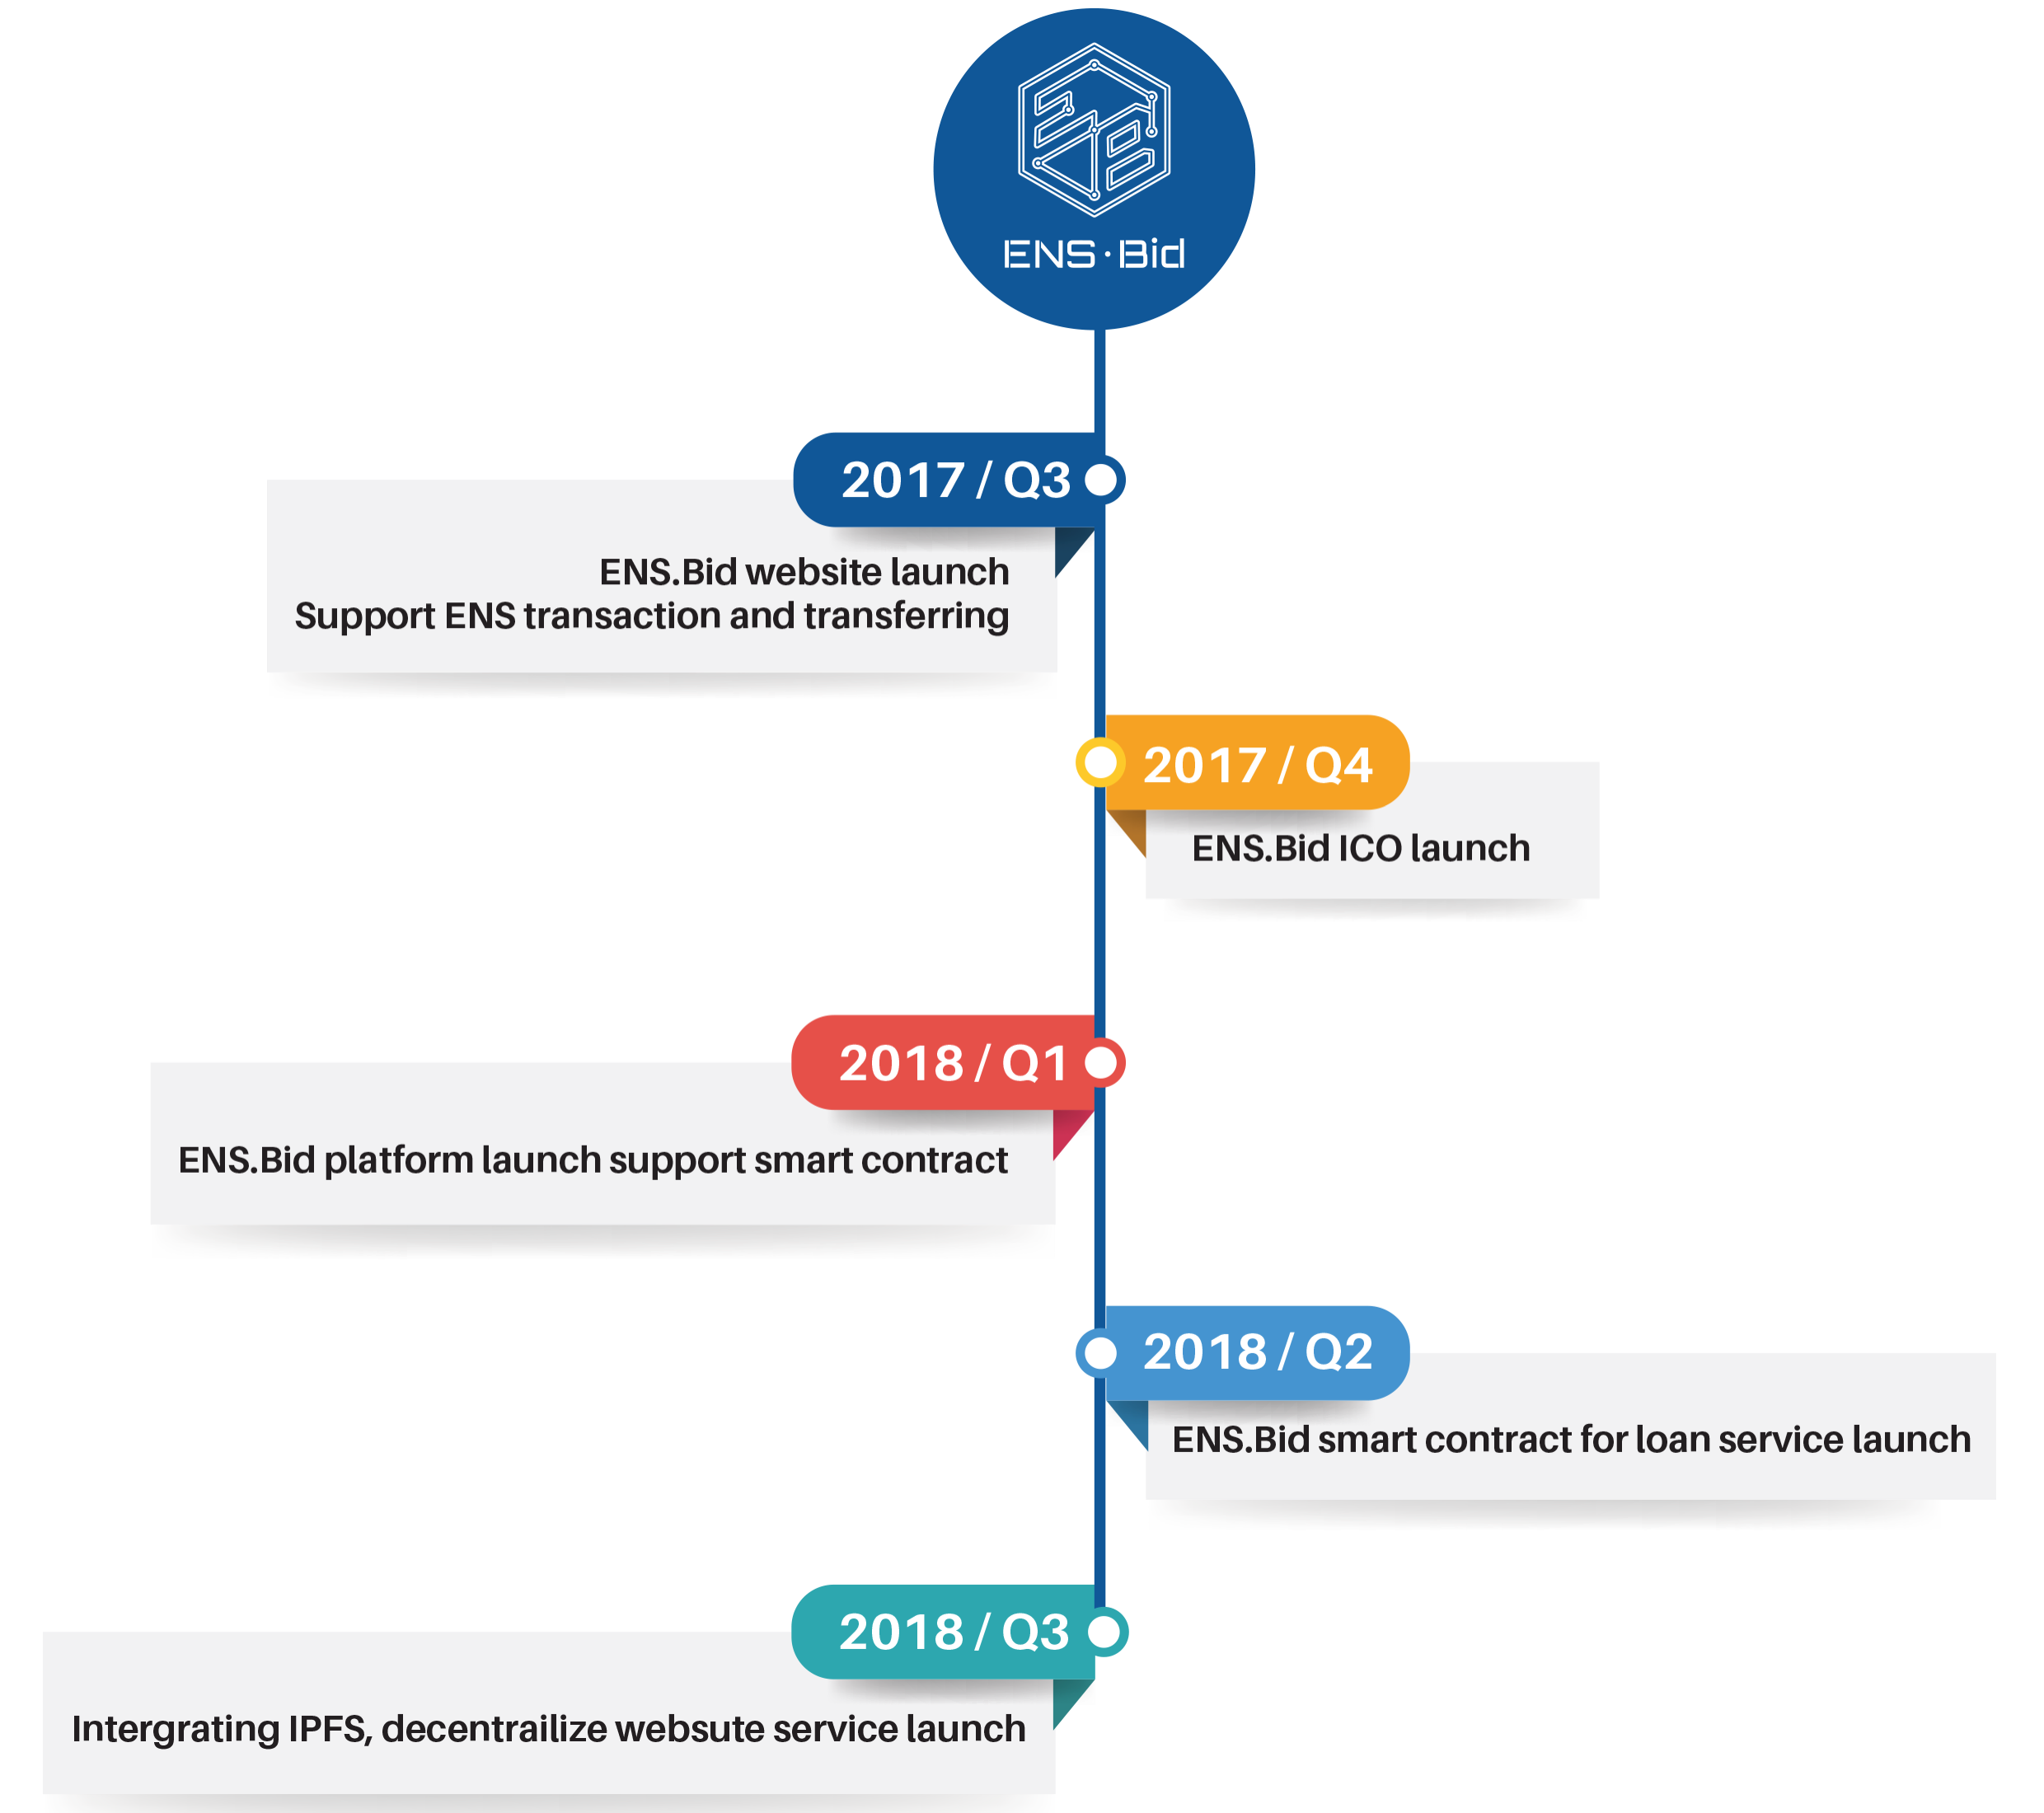 ENS·Bid
2017 / Q3
ENS.Bid website launch
Support ENS transaction and transferring
2017 / Q4
ENS.Bid ICO launch
2018 / Q1
ENS.Bid platform launch support smart contract
2018 / Q2
ENS.Bid smart contract for loan service launch
2018 / Q3
Intergrating IPFS, decentrailize websute service launch